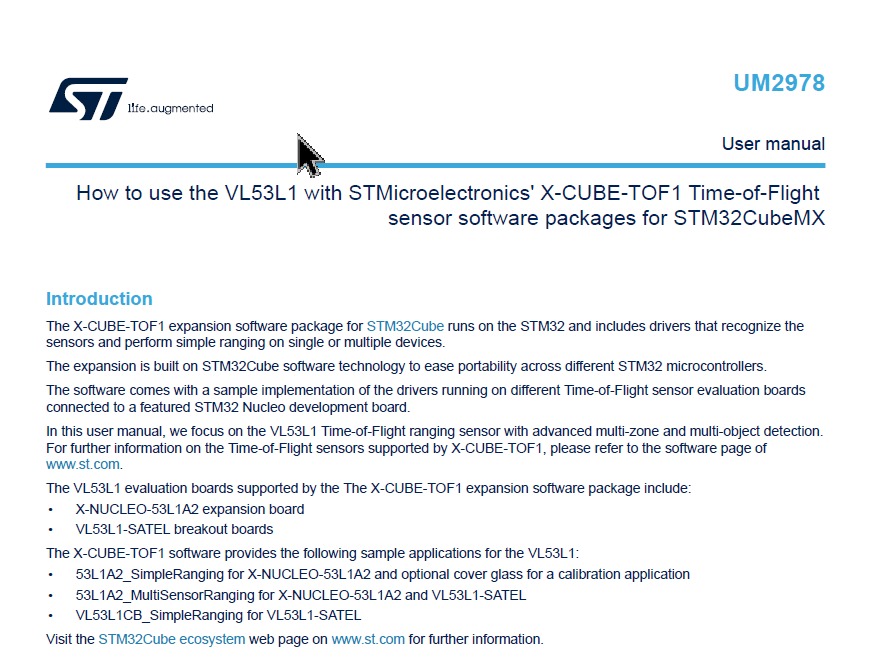 UM2978
life.augmented
User manual
How to use the VL53L1 with STMicroelectronics' X-CUBE-TOF1 Time-of-Flight
sensor software packages for STM32CubeMX
Introduction
The X-CUBE-TOF1 expansion software package for STM32Cube runs on the STM32 and includes drivers that recognize the
sensors and perform simple ranging on single or multiple devices.
The expansion is built on STM32Cube software technology to ease portability across different STM32 microcontrollers.
The software comes with a sample implementation of the drivers running on different Time-of-Flight sensor evaluation boards
connected to a featured STM32 Nucleo development board.
In this user manual, we focus on the VL53L1 Time-of-Flight ranging sensor with advanced multi-zone and multi-object detection.
For further information on the Time-of-Flight sensors supported by X-CUBE-TOF1, please refer to the software page of
www.st.com.
The VL53L1 evaluation boards supported by the The X-CUBE-TOF1 expansion software package include:
• X-NUCLEO-53L1A2 expansion board
• VL53L1-SATEL breakout boards
The X-CUBE-TOF1 software provides the following sample applications for the VL53L1:
• 53L1A2_SimpleRanging for X-NUCLEO-53L1A2 and optional cover glass for a calibration application
• 53L1A2_MultiSensorRanging for X-NUCLEO-53L1A2 and VL53L1-SATEL
• VL53L1CB_SimpleRanging for VL53L1-SATEL
Visit the STM32Cube ecosystem web page on www.st.com for further information.